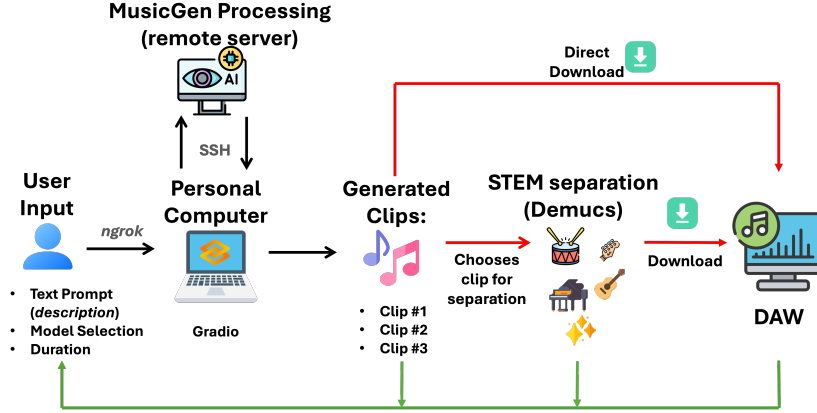 MusicGen Processing
(remote server)
AI
SSH
Direct
Download
User
Input
ngrok
Personal
Computer
Gradio
Generated
Clips:
STEM separation
(Demucs)
Chooses
clip for
separation
Download
DAW
• Text Prompt
(description)
• Model Selection
• Duration
• Clip #1
• Clip #2
• Clip #3